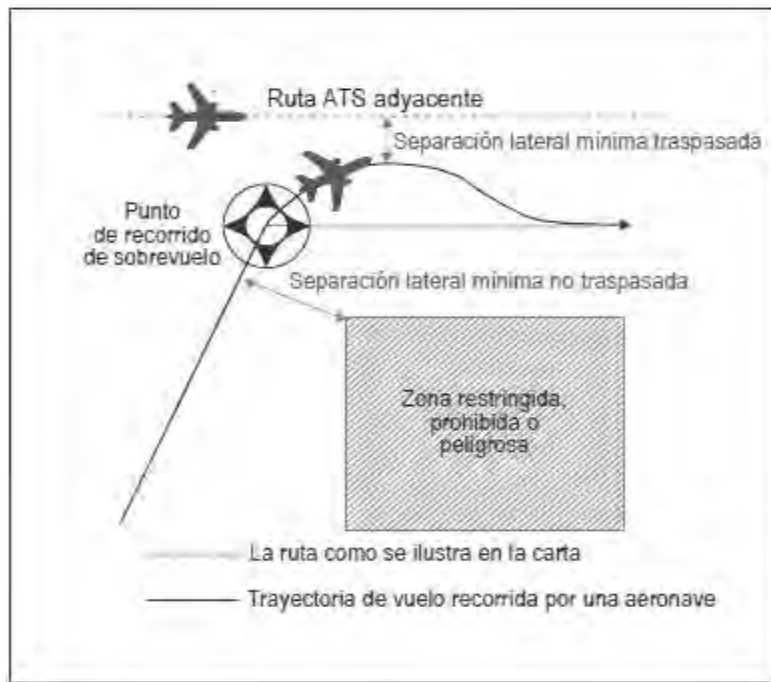 Ruta ATS adyacente
Separación lateral mínima traspasada
Punto
de recorrido
de sobrevuelo
Separación lateral mínima no traspasada
Zona restringida,
prohibida o
peligrosa
La ruta como se ilustra en la carta
Trayectoria de vuelo recorrida por una aeronave